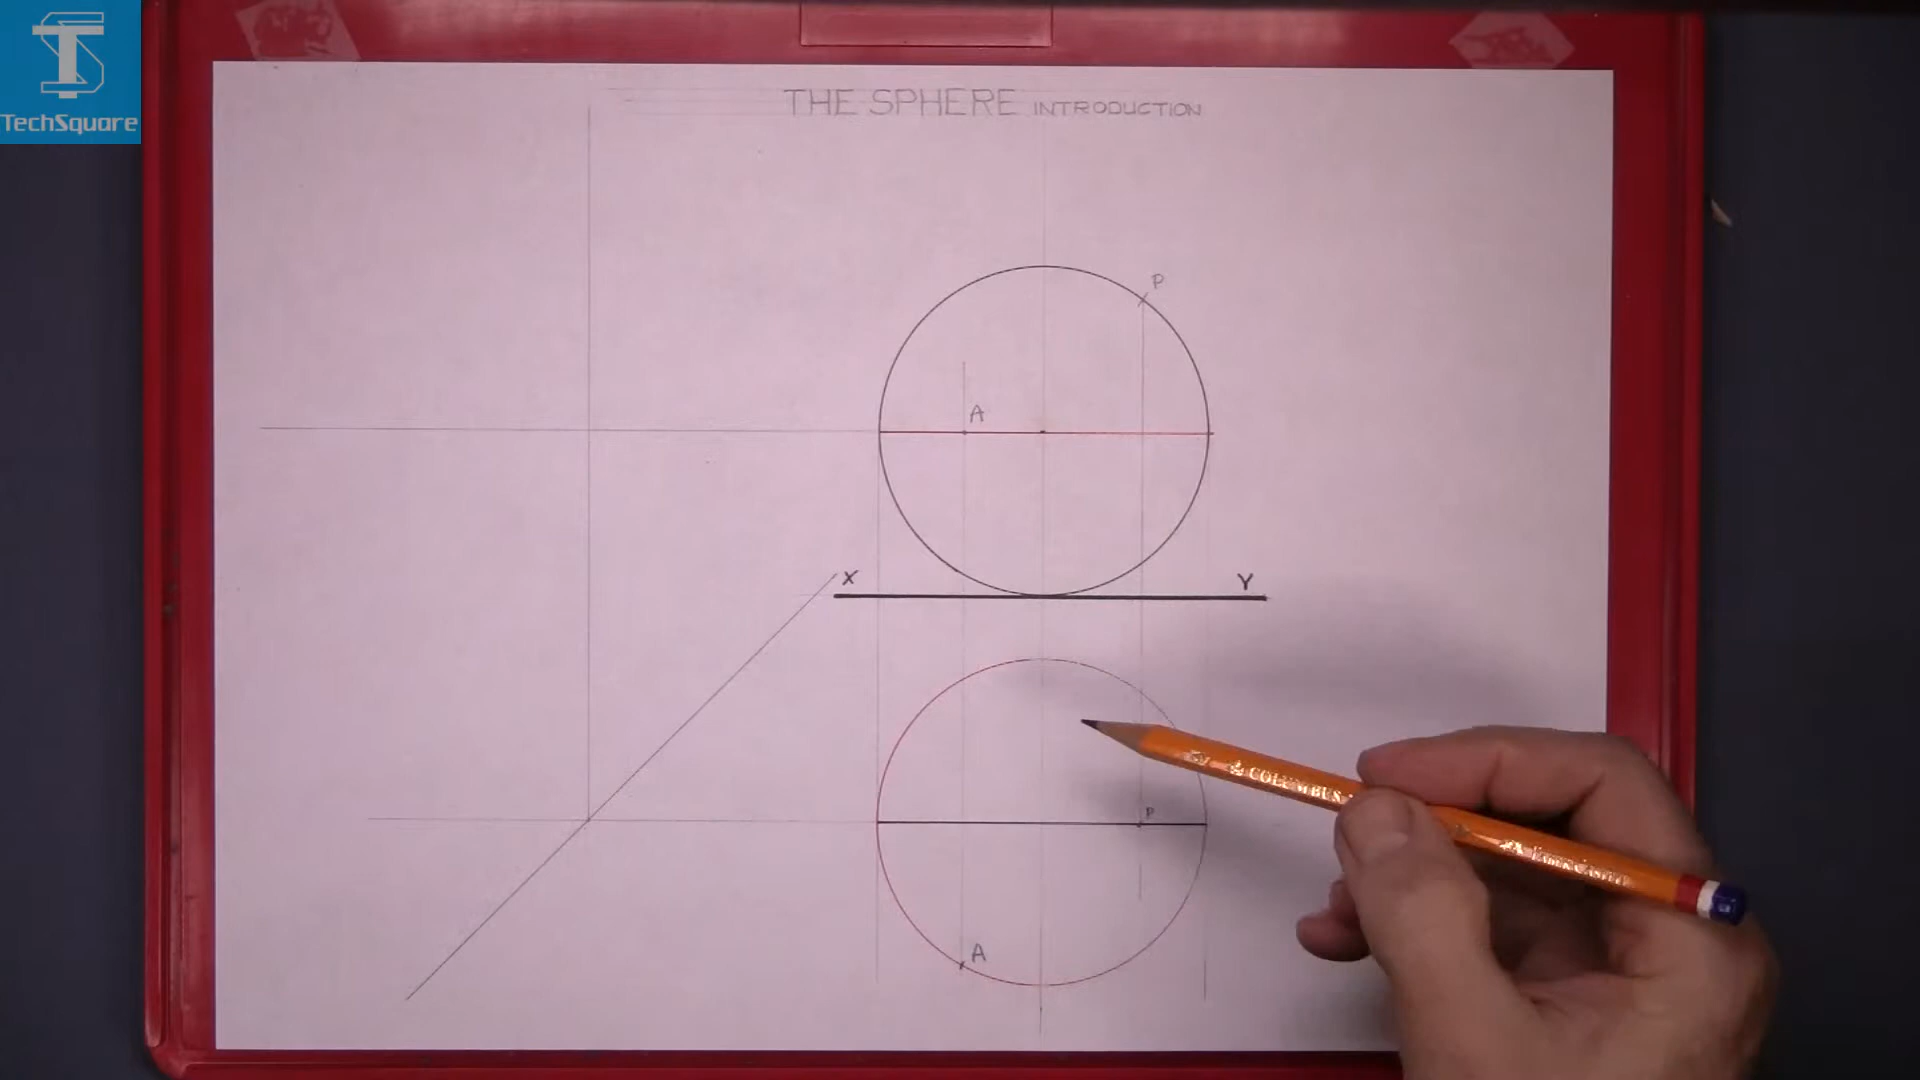 TechSquare
THE SPHERE INTRODUCTION
P
A
X
Y
COLUMBUS
P
A